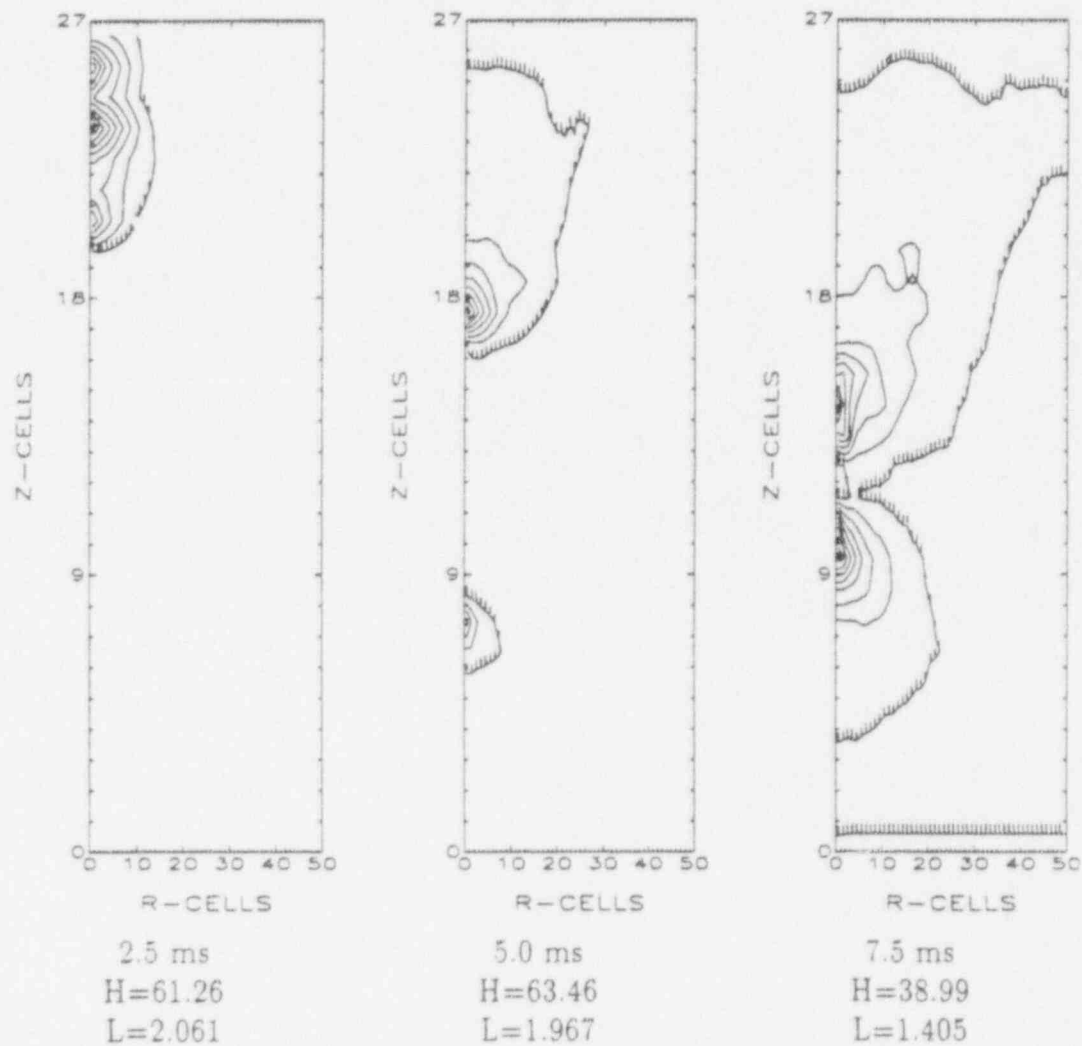 27
18
9
0
Z-CELLS
0 10 20 30 40 50
R-CELLS
2.5 ms
H=61.26
L=2.061
27
18
9
0
Z-CELLS
0 10 20 30 40 50
R-CELLS
5.0 ms
H=63.46
L=1.967
27
18
9
0
Z-CELLS
0 10 20 30 40 50
R-CELLS
7.5 ms
H=38.99
L=1.405